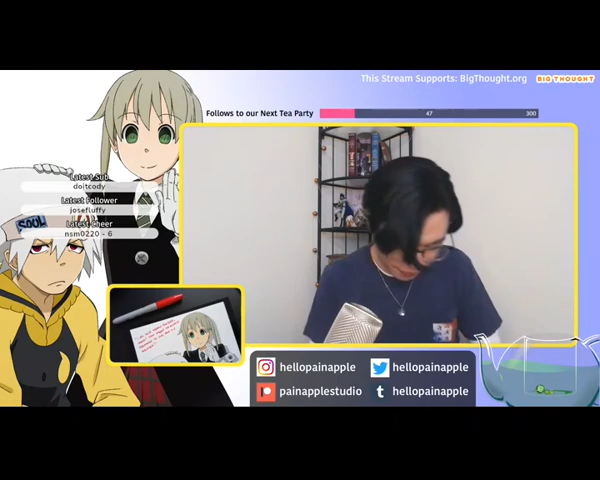 This Stream Supports: BigThought.org
BIG THOUGHT
Follows to our Next Tea Party
47
300
Latest Sub
doitcody
Latest Follower
josefluffy
Latest Cheer
nsm0220 - 6
SOUL
hellopainapple
hellopainapple
painapplestudio
hellopainapple